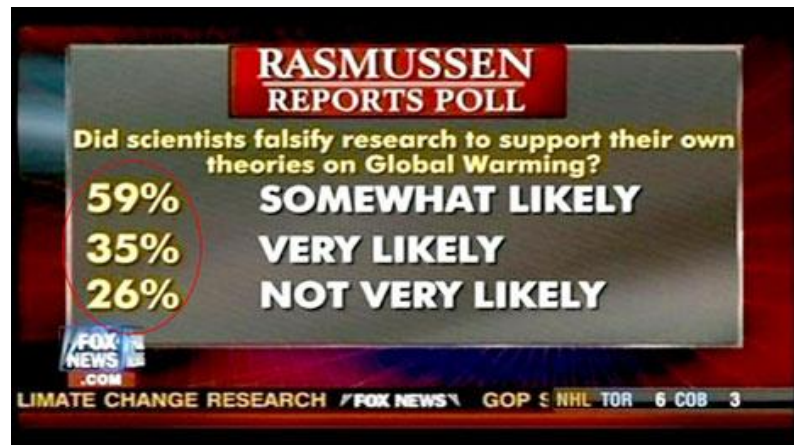 RASMUSSEN
REPORTS POLL
Did scientists falsify research to support their own
theories on Global Warming?
59% SOMEWHAT LIKELY
35% VERY LIKELY
26% NOT VERY LIKELY
FOX
NEWS
.COM
LIMATE CHANGE RESEARCH FOX NEWS GOP S NHL TOR 6 COB 3